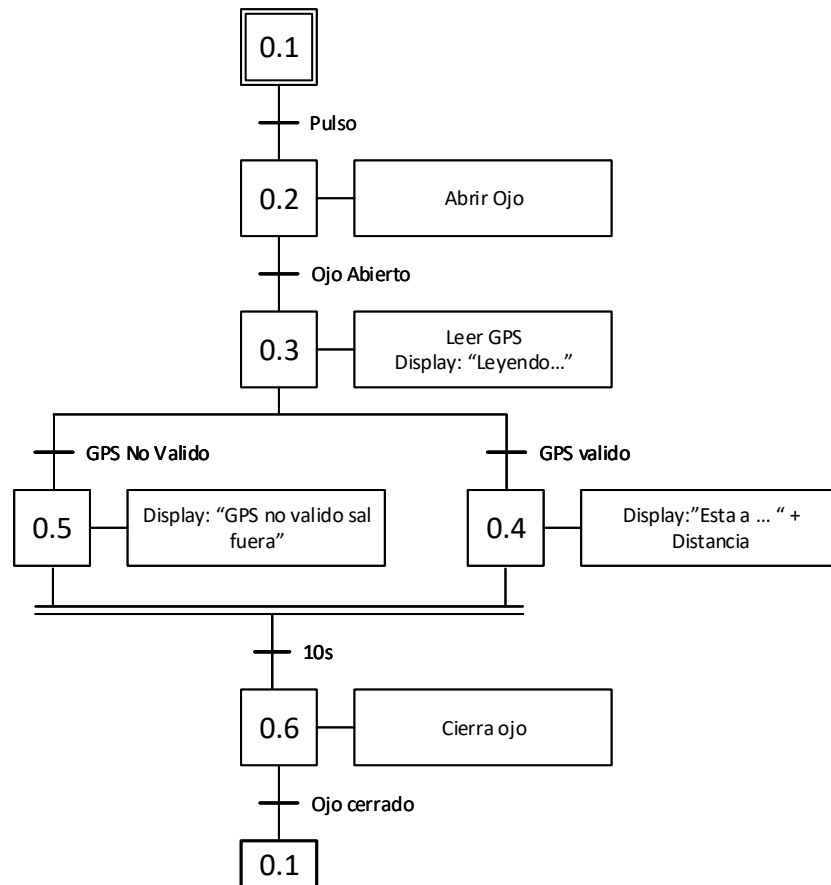 0.1
Pulso
0.2
Abrir Ojo
Ojo Abierto
0.3
Leer GPS
Display: “Leyendo...”
GPS No Valido
GPS valido
0.5
Display: “GPS no valido sal
fuera”
0.4
Display:”Esta a ... “ +
Distancia
10s
0.6
Cierra ojo
Ojo cerrado
0.1